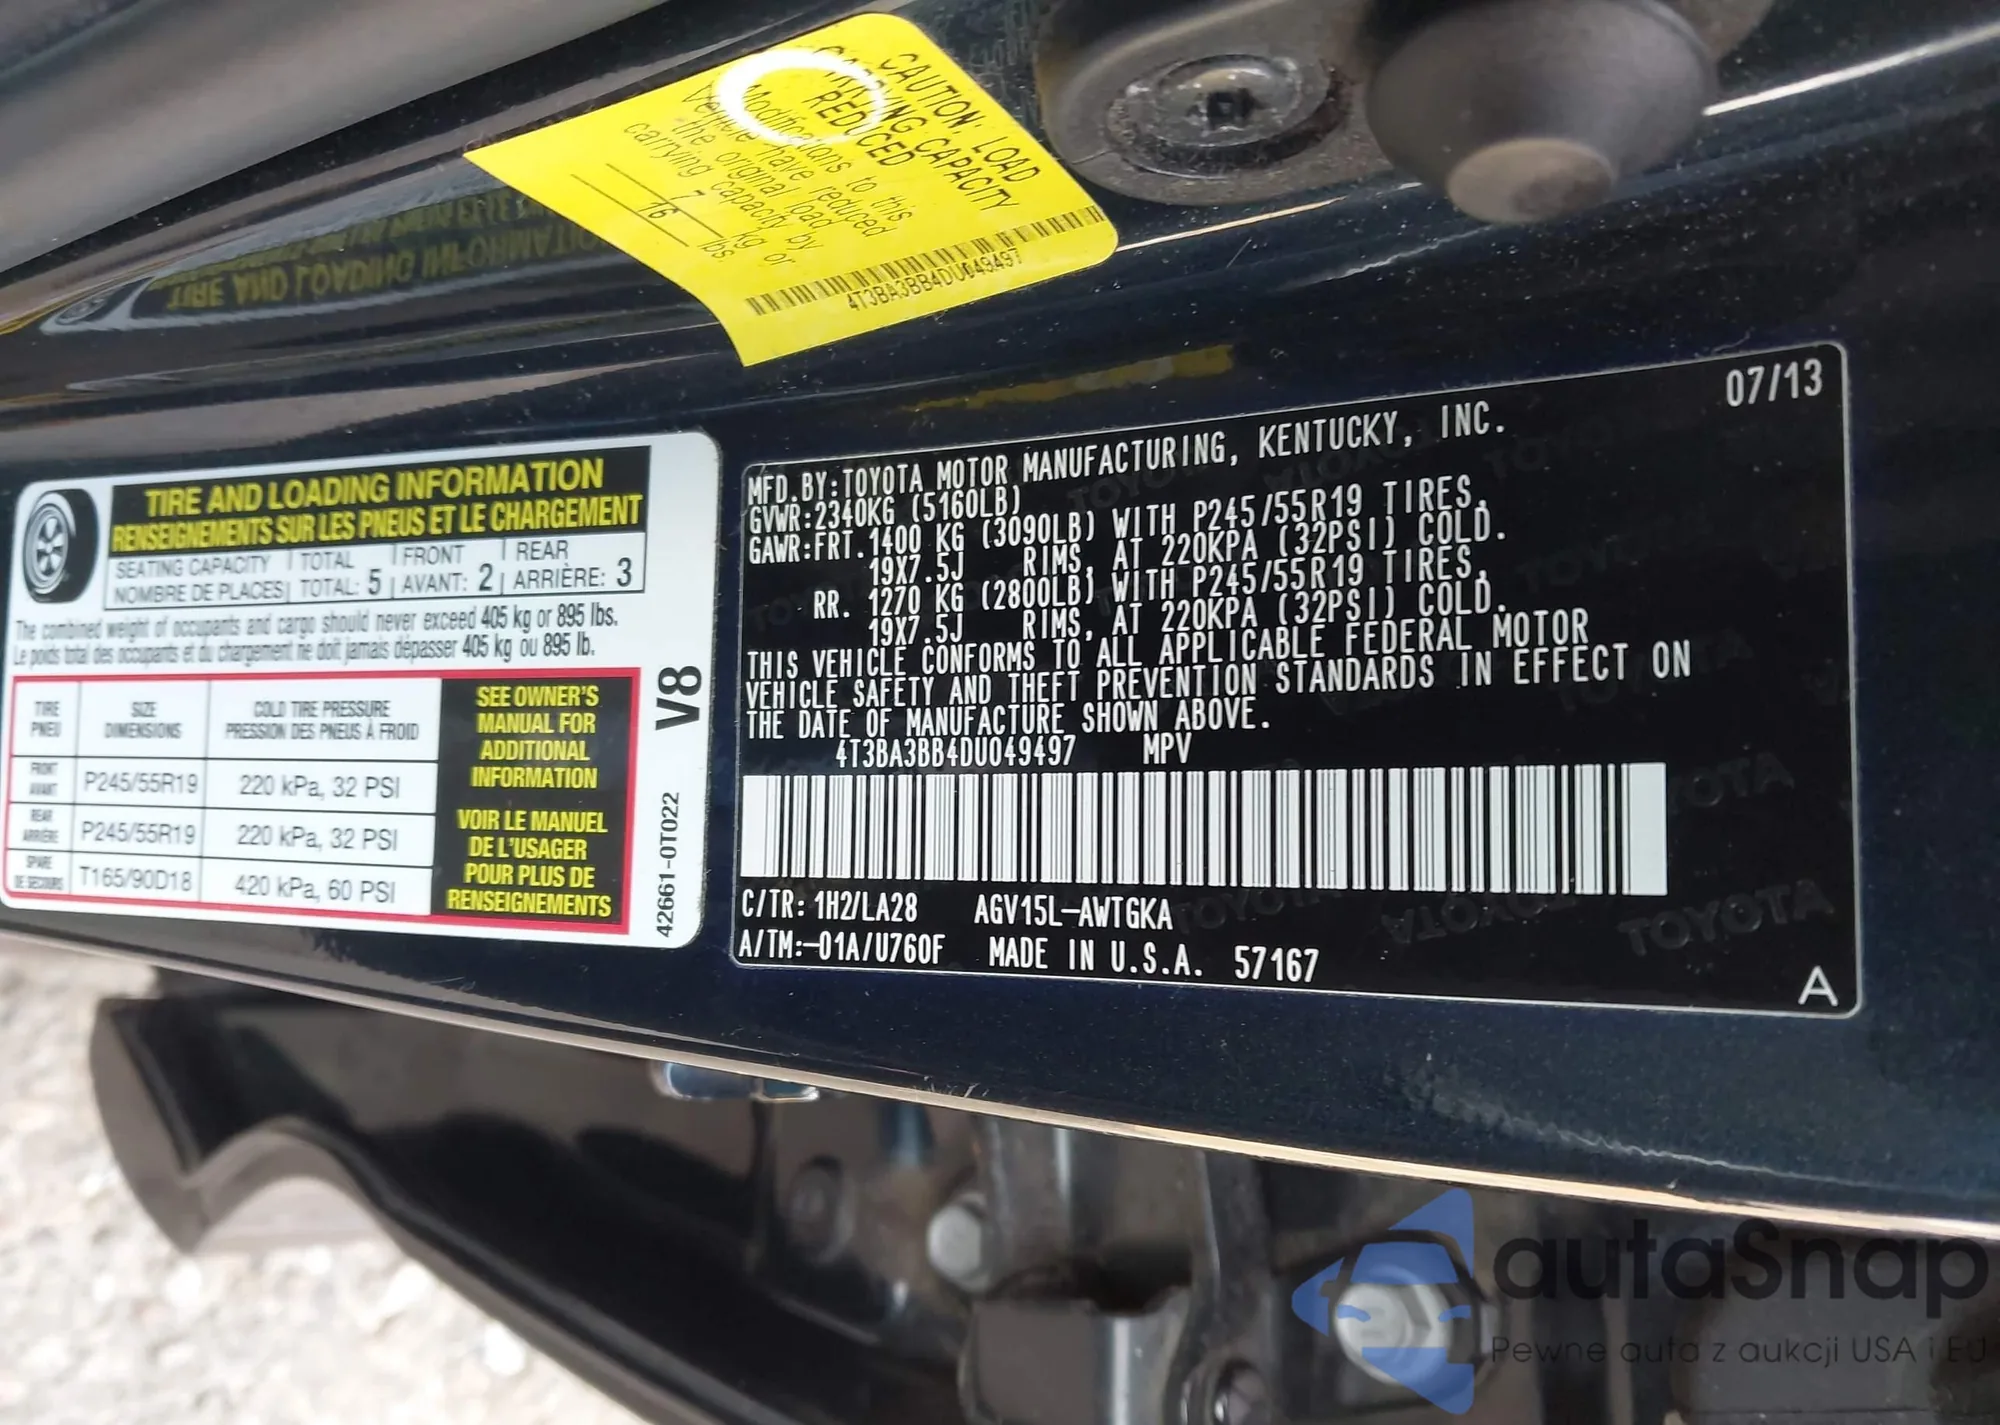 CAUTION: LOAD
CARRYING CAPACITY
REDUCED
Modifications to this
vehicle have reduced
the original load
carrying capacity by
7 kg or
16 lbs.
4T3BA3BB4DU049497
TIRE AND LOADING INFORMATION
RENSEIGNEMENTS SUR LES PNEUS ET LE CHARGEMENT
SEATING CAPACITY | TOTAL | FRONT | REAR
NOMBRE DE PLACES | TOTAL: 5 | AVANT: 2 | ARRIÈRE: 3
The combined weight of occupants and cargo should never exceed 405 kg or 895 lbs.
Le poids total des occupants et du chargement ne doit jamais dépasser 405 kg ou 895 lb.
TIRE SIZE COLD TIRE PRESSURE
PNEU DIMENSIONS PRESSION DES PNEUS À FROID
FRONT
AVANT P245/55R19 220 kPa, 32 PSI
REAR
ARRIÈRE P245/55R19 220 kPa, 32 PSI
SPARE
DE SECOURS T165/90D18 420 kPa, 60 PSI
SEE OWNER'S
MANUAL FOR
ADDITIONAL
INFORMATION
VOIR LE MANUEL
DE L'USAGER
POUR PLUS DE
RENSEIGNEMENTS
V8
42661-0T022
07/13
MFD.BY:TOYOTA MOTOR MANUFACTURING, KENTUCKY, INC.
GVWR:2340KG (5160LB)
GAWR:FRT.1400 KG (3090LB) WITH P245/55R19 TIRES,
19X7.5J RIMS, AT 220KPA (32PSI) COLD.
RR. 1270 KG (2800LB) WITH P245/55R19 TIRES,
19X7.5J RIMS, AT 220KPA (32PSI) COLD.
THIS VEHICLE CONFORMS TO ALL APPLICABLE FEDERAL MOTOR
VEHICLE SAFETY AND THEFT PREVENTION STANDARDS IN EFFECT ON
THE DATE OF MANUFACTURE SHOWN ABOVE.
4T3BA3BB4DU049497 MPV
C/TR: 1H2/LA28 AGV15L-AWTGKA
A/TM:-01A/U760F MADE IN U.S.A. 57167
A
autaSnap
Pewne auta z aukcji USA i EU